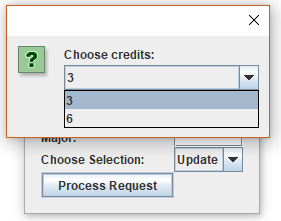 Choose credits:
3
3
6
Major:
Choose Selection: Update
Process Request